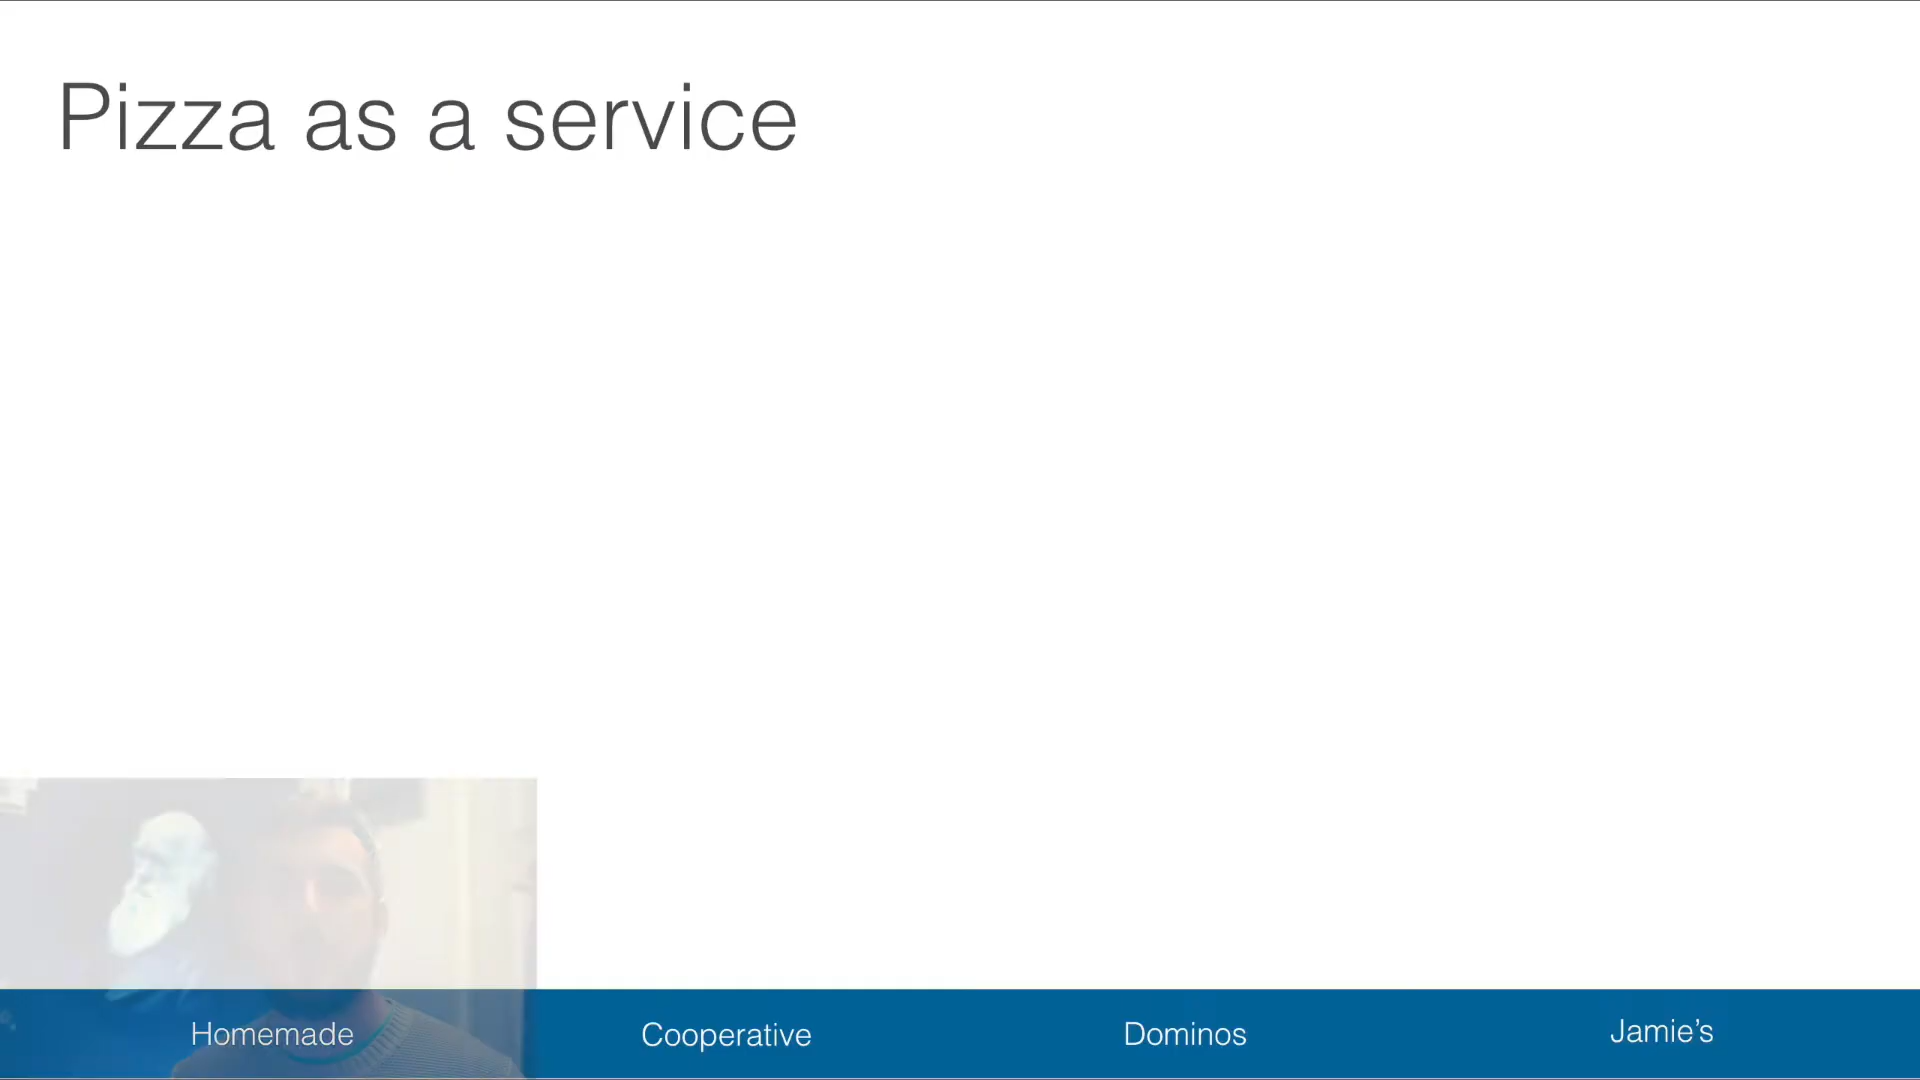 Pizza as a service
Homemade
Cooperative
Dominos
Jamie’s